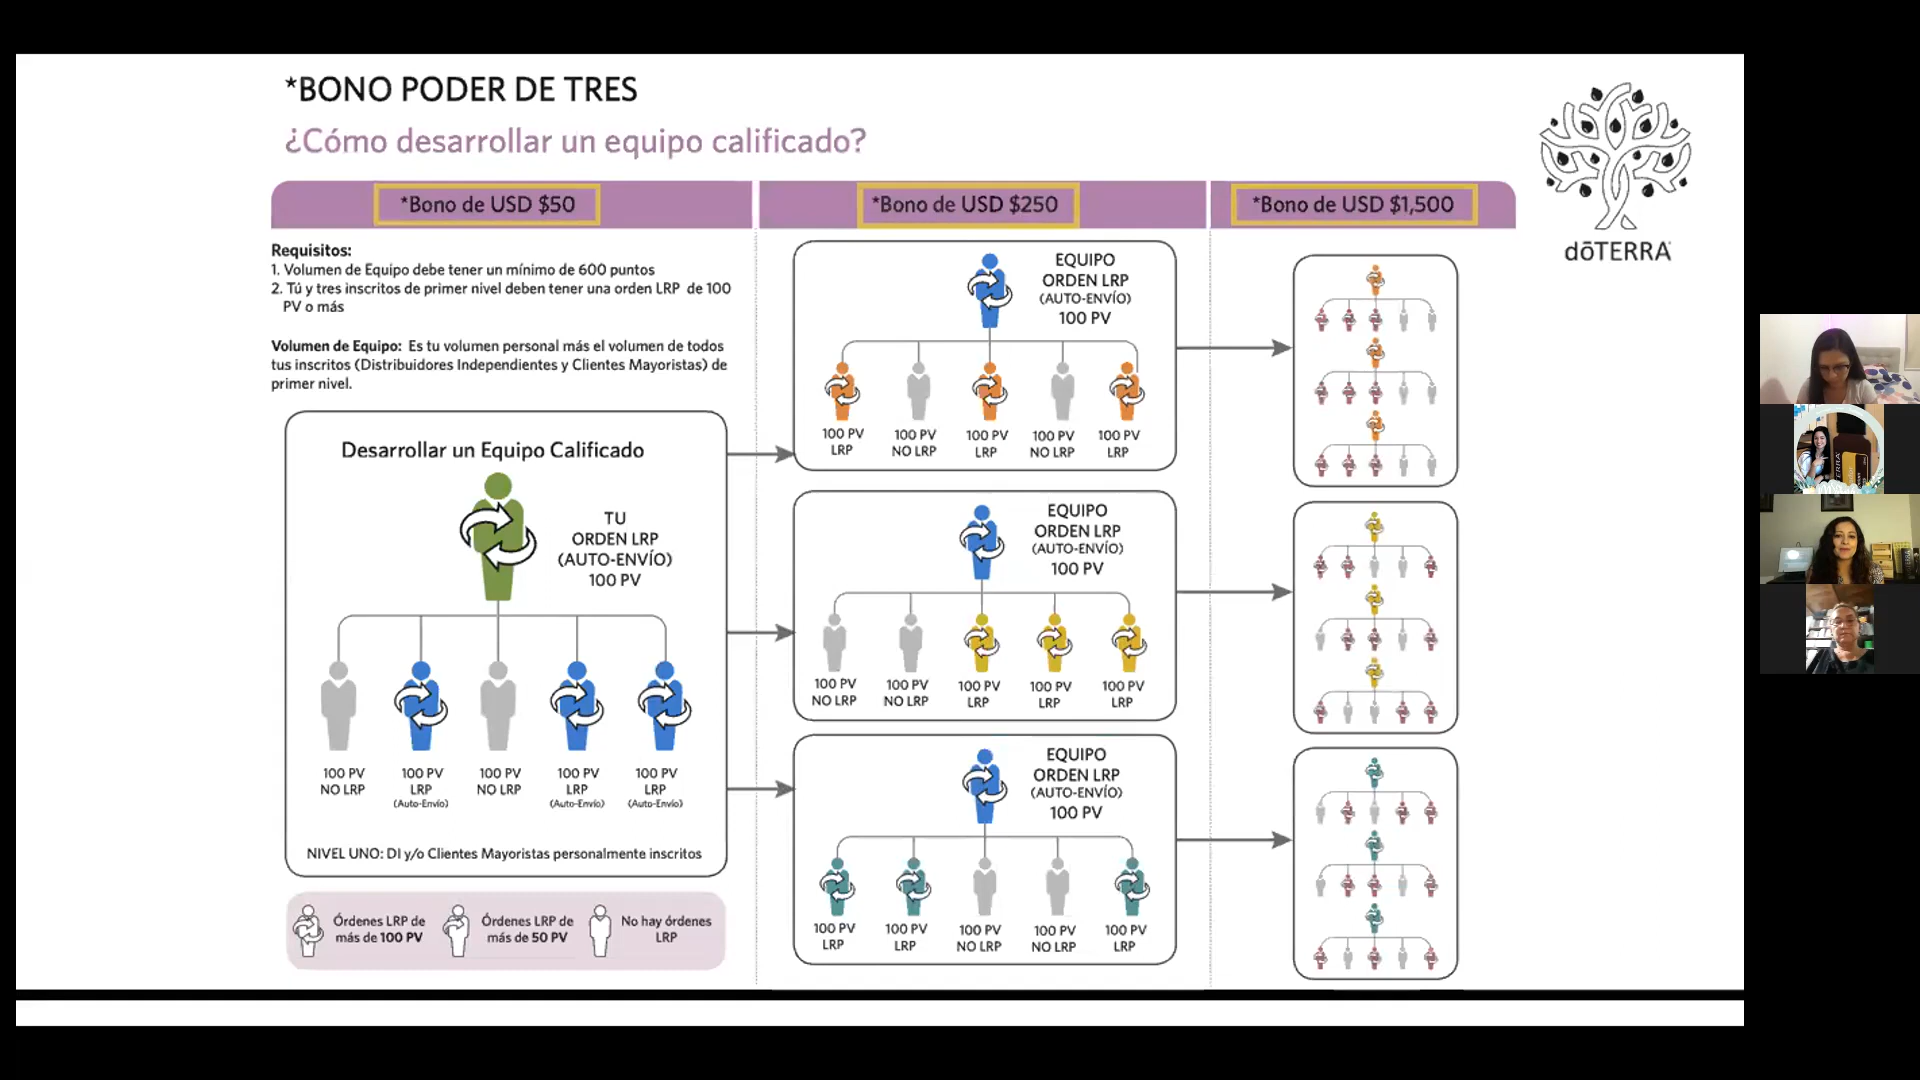 *BONO PODER DE TRES
¿Cómo desarrollar un equipo calificado?
dōTERRA
*Bono de USD $50
*Bono de USD $250
*Bono de USD $1,500
Requisitos:
1. Volumen de Equipo debe tener un mínimo de 600 puntos
2. Tú y tres inscritos de primer nivel deben tener una orden LRP de 100
PV o más
Volumen de Equipo: Es tu volumen personal más el volumen de todos
tus inscritos (Distribuidores Independientes y Clientes Mayoristas) de
primer nivel.
Desarrollar un Equipo Calificado
TU
ORDEN LRP
(AUTO-ENVÍO)
100 PV
100 PV
NO LRP
100 PV
LRP
(Auto-Envío)
100 PV
NO LRP
100 PV
LRP
(Auto-Envío)
100 PV
LRP
(Auto-Envío)
NIVEL UNO: DI y/o Clientes Mayoristas personalmente inscritos
Órdenes LRP de
más de 100 PV
Órdenes LRP de
más de 50 PV
No hay órdenes
LRP
EQUIPO
ORDEN LRP
(AUTO-ENVÍO)
100 PV
100 PV
LRP
100 PV
NO LRP
100 PV
LRP
100 PV
NO LRP
100 PV
LRP
EQUIPO
ORDEN LRP
(AUTO-ENVÍO)
100 PV
100 PV
NO LRP
100 PV
NO LRP
100 PV
LRP
100 PV
LRP
100 PV
LRP
EQUIPO
ORDEN LRP
(AUTO-ENVÍO)
100 PV
100 PV
LRP
100 PV
LRP
100 PV
NO LRP
100 PV
NO LRP
100 PV
LRP